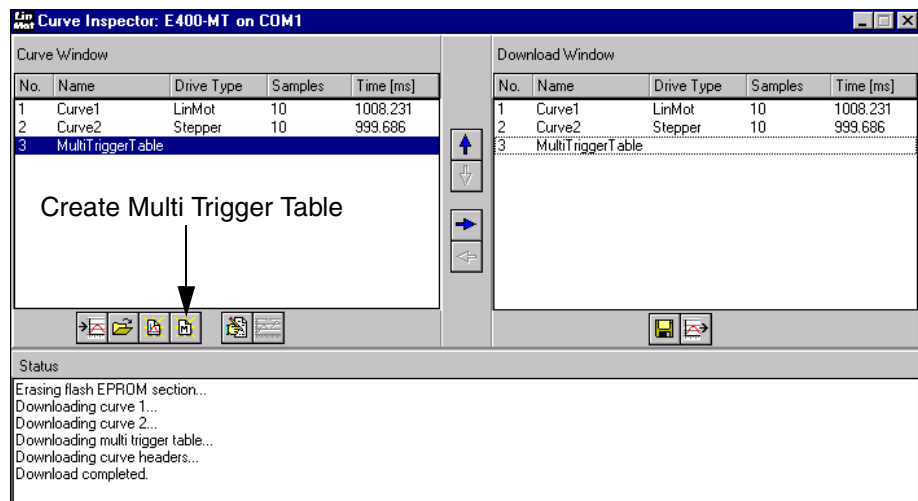 Lin Mot Curve Inspector: E400-MT on COM1
Curve Window
No. Name Drive Type Samples Time [ms]
1 Curve1 LinMot 10 1008.231
2 Curve2 Stepper 10 999.686
3 MultiTriggerTable
Create Multi Trigger Table
M
Download Window
No. Name Drive Type Samples Time [ms]
1 Curve1 LinMot 10 1008.231
2 Curve2 Stepper 10 999.686
3 MultiTriggerTable
Status
Erasing flash EPROM section...
Downloading curve 1...
Downloading curve 2...
Downloading multi trigger table...
Downloading curve headers...
Download completed.